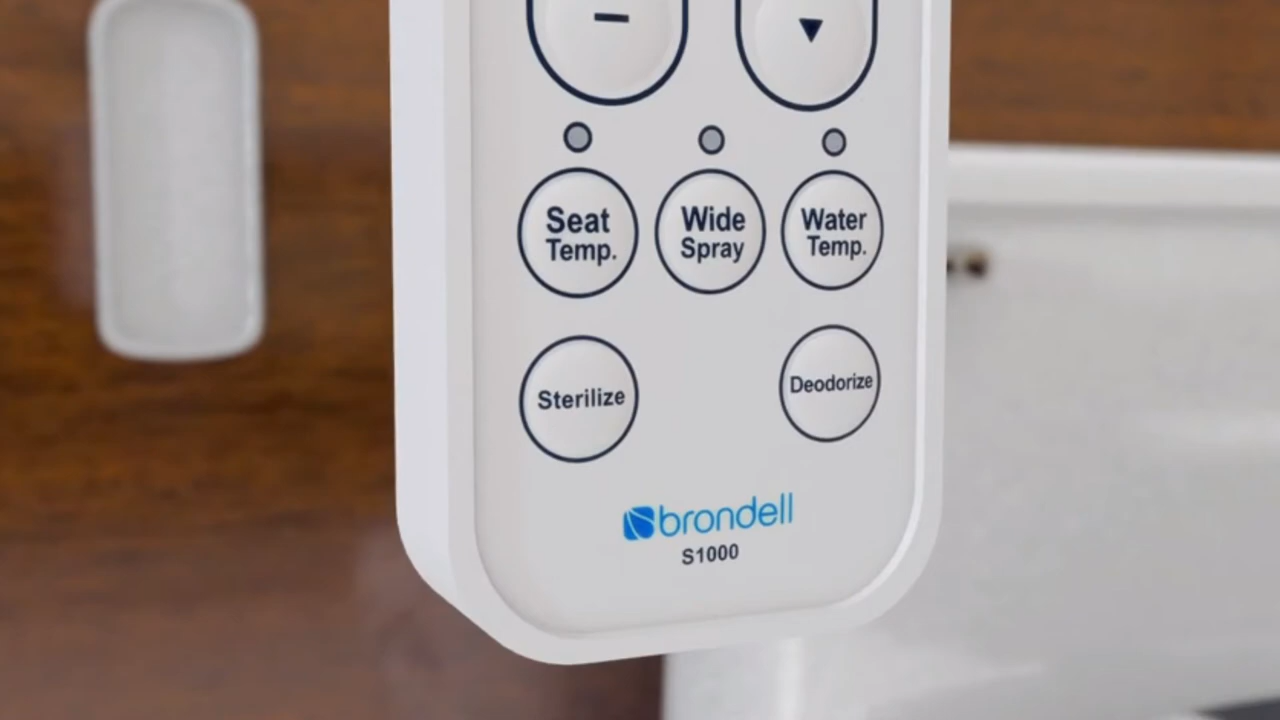 Seat
Temp.
Wide
Spray
Water
Temp.
Sterilize
Deodorize
brondell
S1000